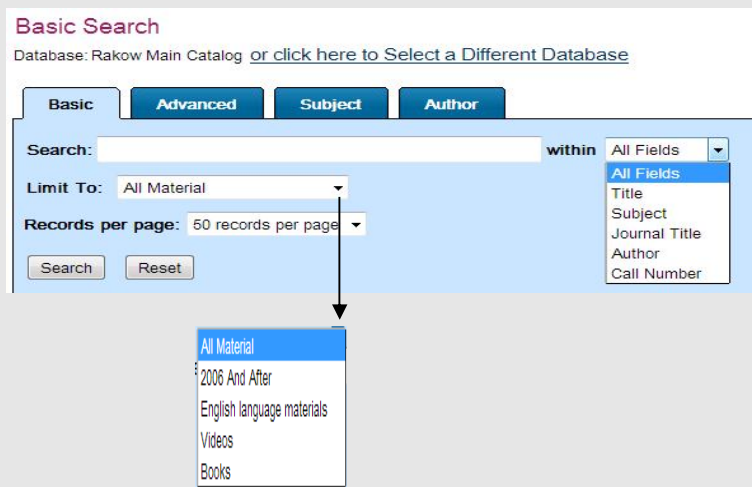 Basic Search
Database: Rakow Main Catalog or click here to Select a Different Database
Basic Advanced Subject Author
Search: within All Fields
All Fields
Title
Subject
Journal Title
Author
Call Number
Limit To: All Material
Records per page: 50 records per page
Search Reset
All Material
2006 And After
English language materials
Videos
Books